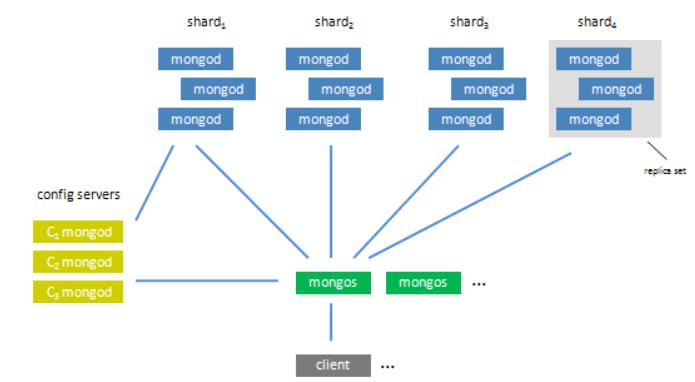 shard₁ shard₂ shard₃ shard₄
mongod mongod mongod mongod
mongod mongod mongod mongod
mongod mongod mongod mongod
replica set
config servers
C₁ mongod
C₂ mongod
C₃ mongod
mongos mongos ...
client ...